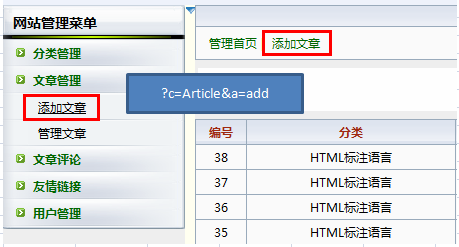 网站管理菜单
分类管理
文章管理
添加文章
管理文章
文章评论
友情链接
用户管理
管理首页 添加文章
?c=Article&a=add
编号 分类
38 HTML标注语言
37 HTML标注语言
36 HTML标注语言
35 HTML标注语言